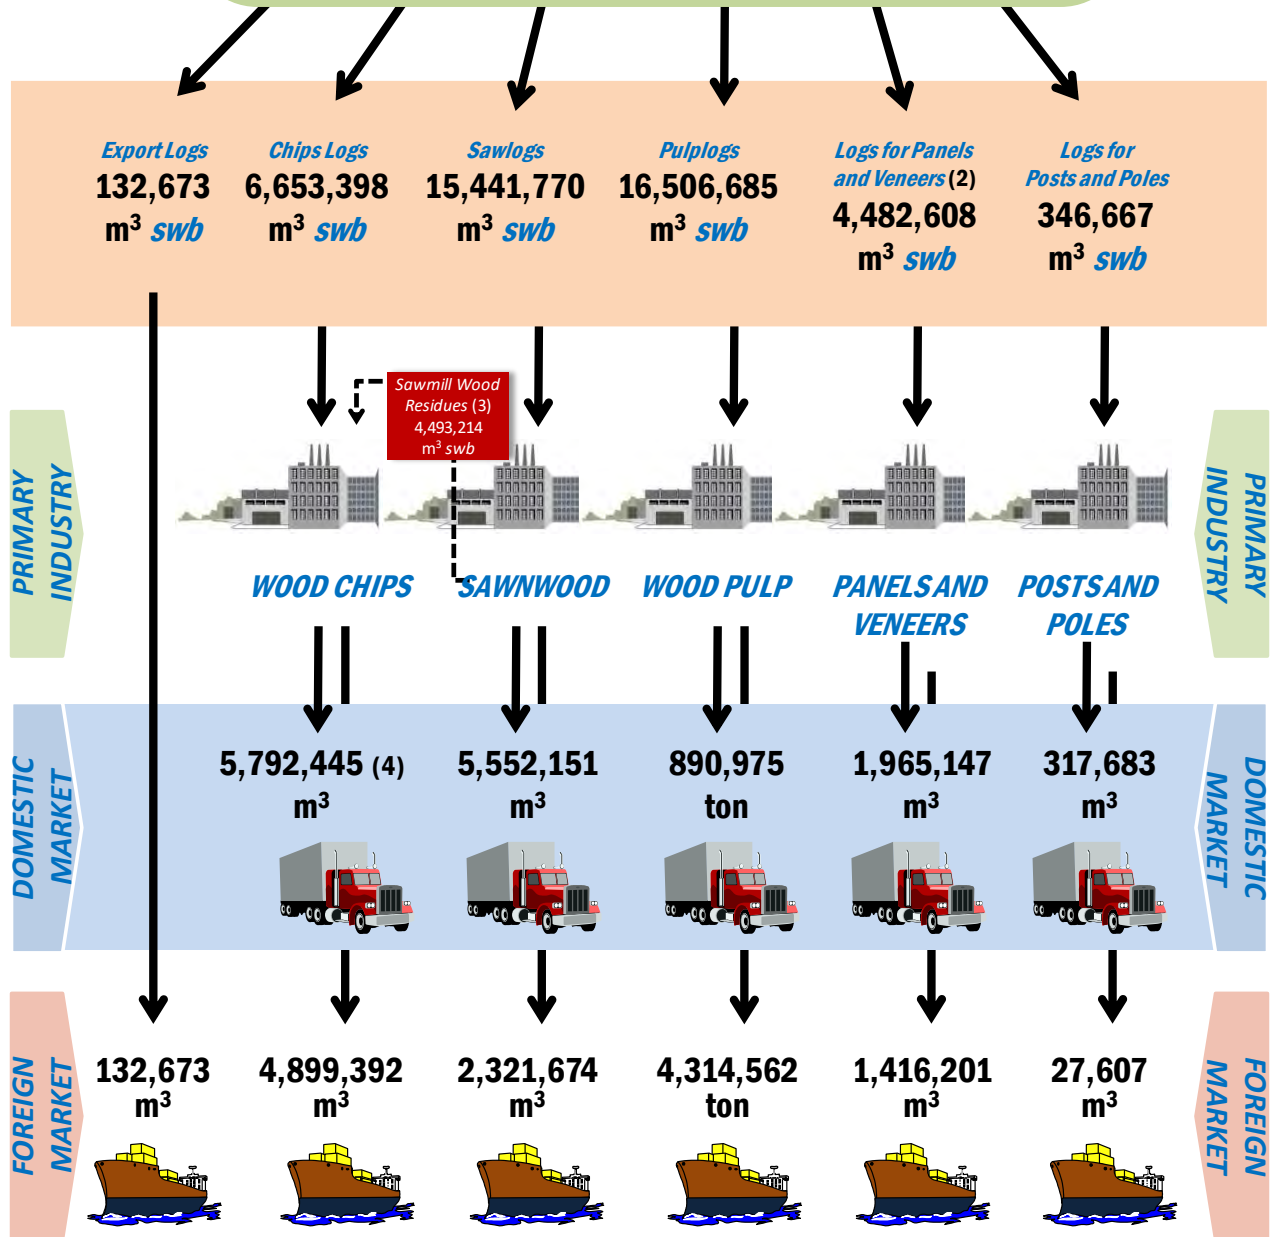 Export Logs
132,673
m³ swb
Chips Logs
6,653,398
m³ swb
Sawlogs
15,441,770
m³ swb
Pulplogs
16,506,685
m³ swb
Logs for Panels
and Veneers (2)
4,482,608
m³ swb
Logs for
Posts and Poles
346,667
m³ swb
Sawmill Wood
Residues (3)
4,493,214
m³ swb
PRIMARY
INDUSTRY
PRIMARY
INDUSTRY
WOOD CHIPS
SAWNWOOD
WOOD PULP
PANELS AND
VENEERS
POSTS AND
POLES
DOMESTIC
MARKET
5,792,445 (4)
m³
5,552,151
m³
890,975
ton
1,965,147
m³
317,683
m³
DOMESTIC
MARKET
FOREIGN
MARKET
132,673
m³
4,899,392
m³
2,321,674
m³
4,314,562
ton
1,416,201
m³
27,607
m³
FOREIGN
MARKET